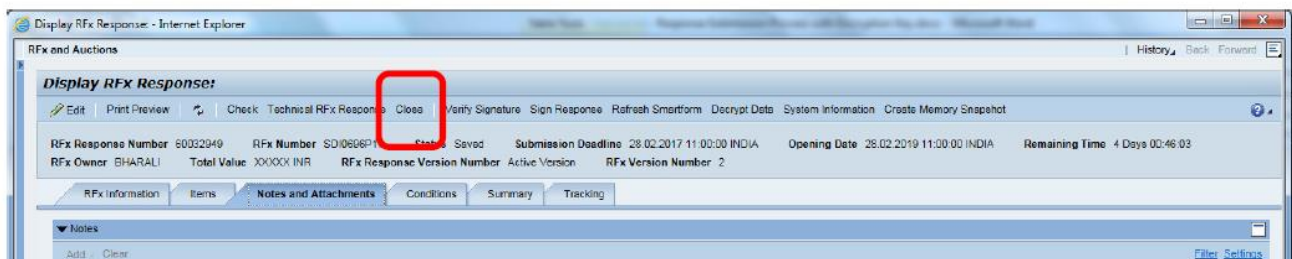 Display RFx Response: - Internet Explorer
RFx and Auctions
History Back Forward
Display RFx Response:
Edit Print Preview Check Technical RFx Response Close Verify Signature Sign Response Refresh Smartform Decrypt Data System Information Create Memory Snapshot
RFx Response Number 60032949 RFx Number Status Saved Submission Deadline 28.02.2017 11:00:00 INDIA Opening Date 28.02.2019 11:00:00 INDIA Remaining Time 4 Days 00:46:03
RFx Owner BHARALI Total Value XXXXX INR RFx Response Version Number Active Version RFx Version Number 2
RFx Information Items Notes and Attachments Conditions Summary Tracking
Notes
Add Clear Filter Settings